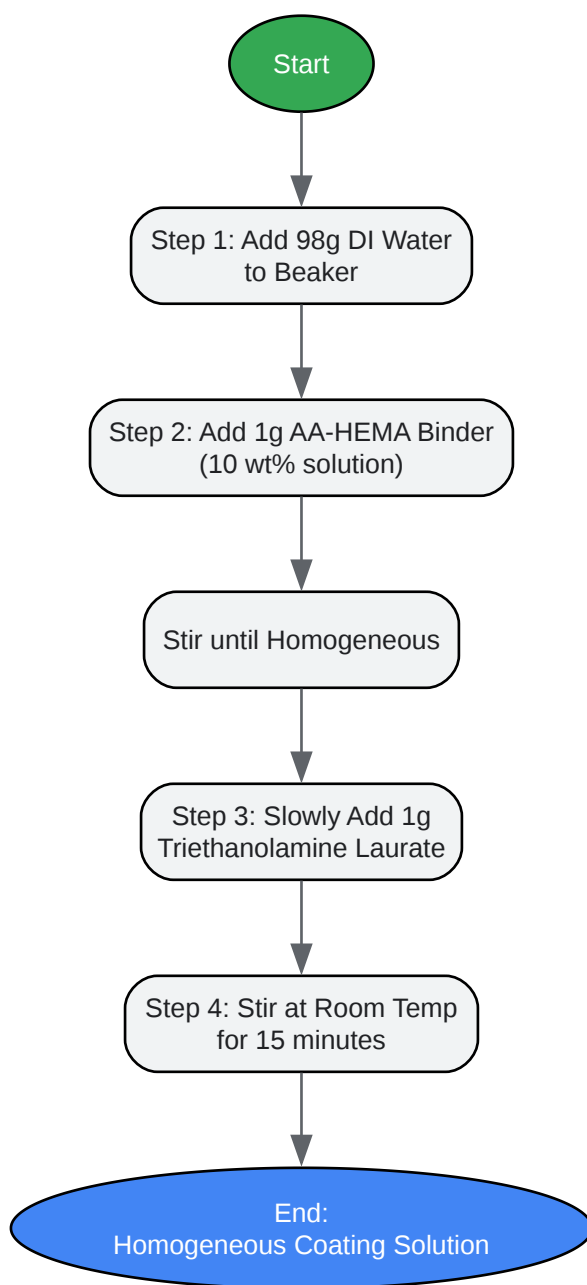 Start
Step 1: Add 98g DI Water
to Beaker
Step 2: Add 1g AA-HEMA Binder
(10 wt% solution)
Stir until Homogeneous
Step 3: Slowly Add 1g
Triethanolamine Laurate
Step 4: Stir at Room Temp
for 15 minutes
End:
Homogeneous Coating Solution